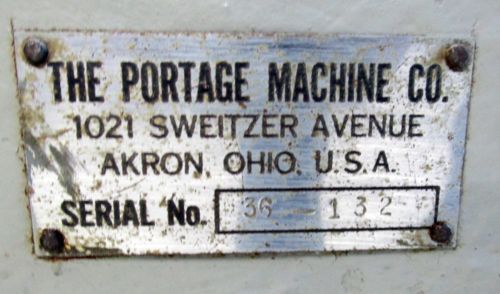 THE PORTAGE MACHINE CO.
1021 SWEITZER AVENUE
AKRON, OHIO, U.S.A.
SERIAL No. 36 - 132